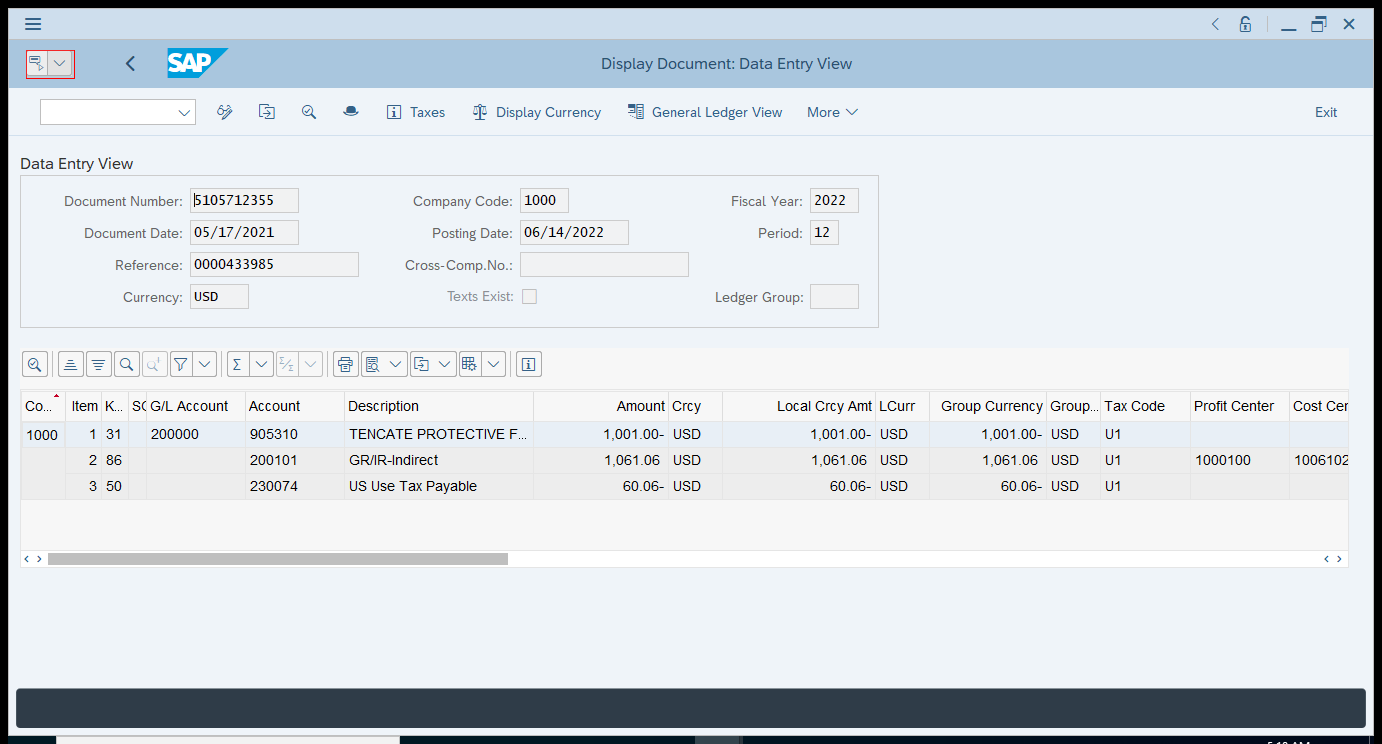 SAP
Display Document: Data Entry View
Taxes Display Currency General Ledger View More Exit
Data Entry View
Document Number: 5105712355 Company Code: 1000 Fiscal Year: 2022
Document Date: 05/17/2021 Posting Date: 06/14/2022 Period: 12
Reference: 0000433985 Cross-Comp.No.:
Currency: USD Texts Exist: Ledger Group:
Co... Item K... SG G/L Account Account Description Amount Crcy Local Crcy Amt LCurr Group Currency Group... Tax Code Profit Center Cost Cen
1000 1 31 200000 905310 TENCATE PROTECTIVE F... 1,001.00- USD 1,001.00- USD 1,001.00- USD U1
2 86 200101 GR/IR-Indirect 1,061.06 USD 1,061.06 USD 1,061.06 USD U1 1000100 1006102
3 50 230074 US Use Tax Payable 60.06- USD 60.06- USD 60.06- USD U1